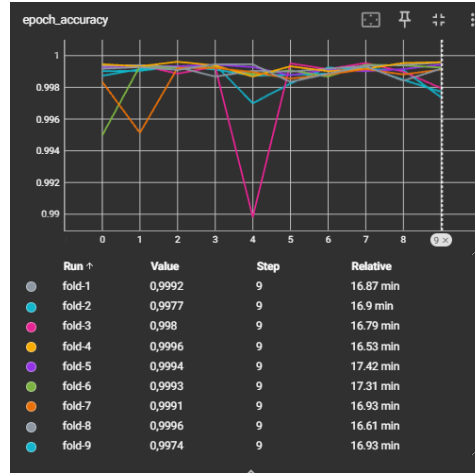 epoch_accuracy
1
0.998
0.996
0.994
0.992
0.99
0 1 2 3 4 5 6 7 8 9 ×
Run ↑ Value Step Relative
fold-1 0,9992 9 16.87 min
fold-2 0,9977 9 16.9 min
fold-3 0,998 9 16.79 min
fold-4 0,9996 9 16.53 min
fold-5 0,9994 9 17.42 min
fold-6 0,9993 9 17.31 min
fold-7 0,9991 9 16.93 min
fold-8 0,9996 9 16.61 min
fold-9 0,9974 9 16.93 min